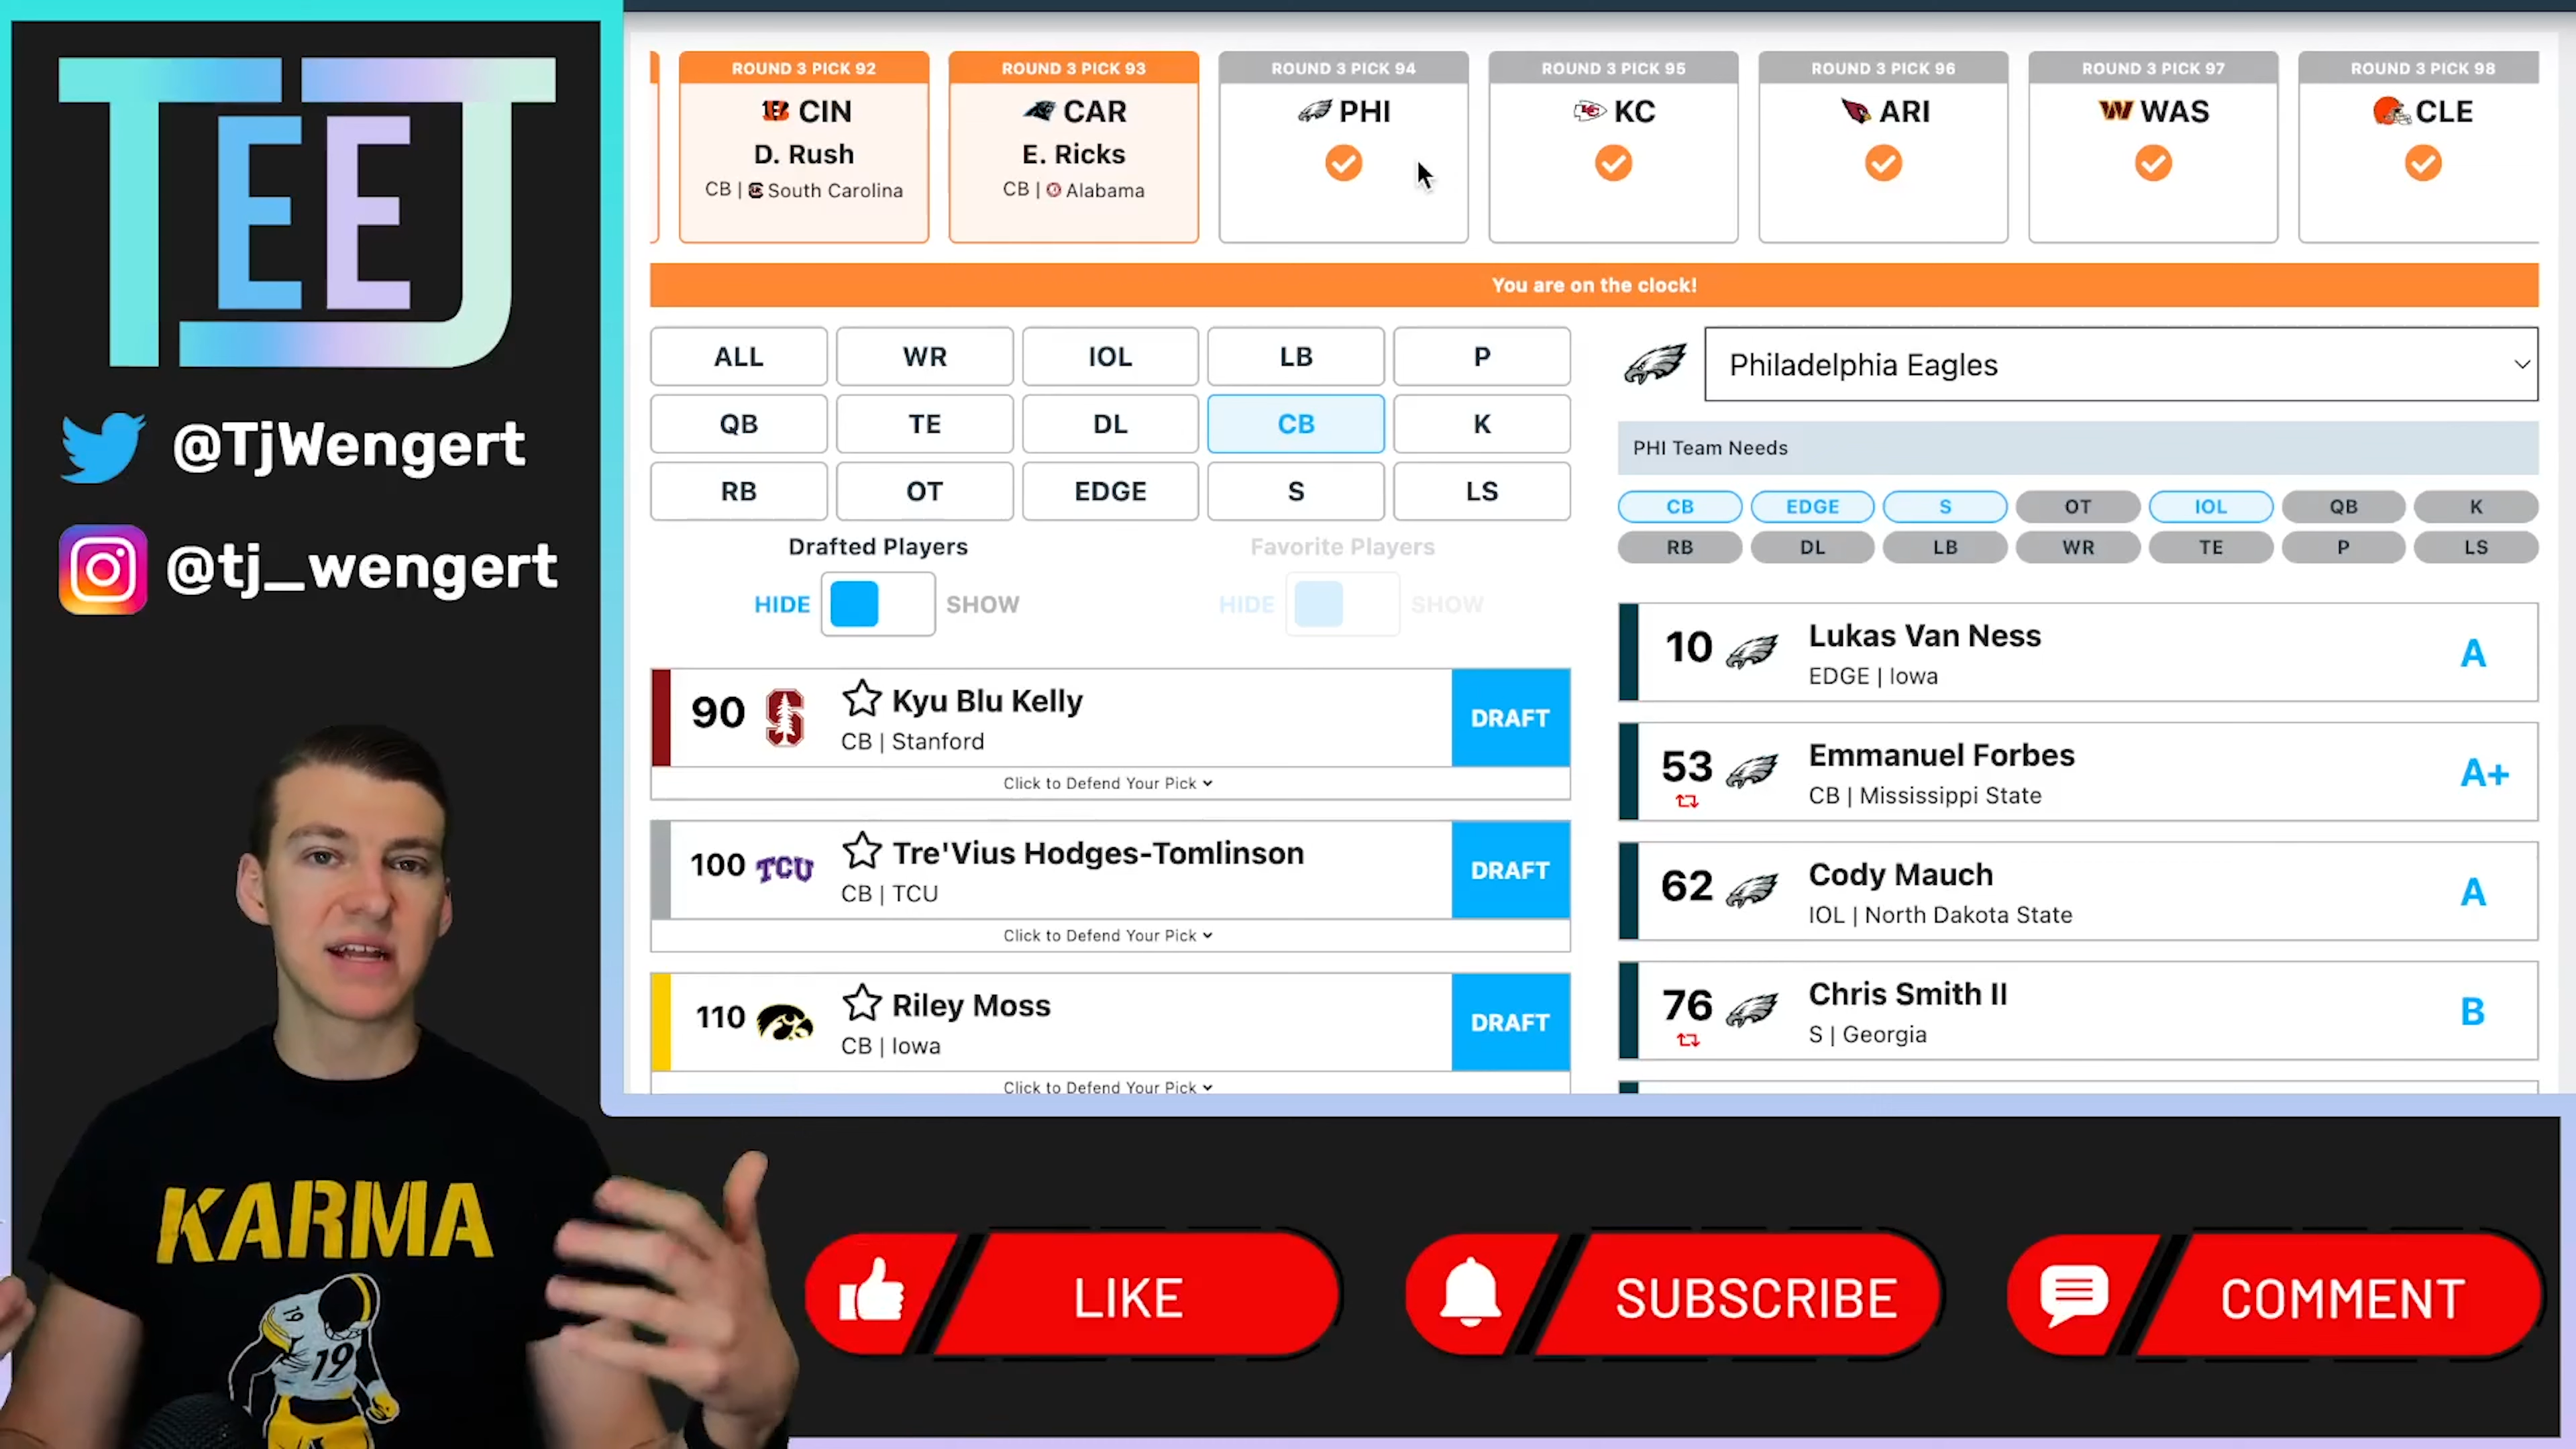 TEEJ
@TjWengert
@tj_wengert
ROUND 3 PICK 92
CIN
D. Rush
CB | South Carolina
ROUND 3 PICK 93
CAR
E. Ricks
CB | Alabama
ROUND 3 PICK 94
PHI
ROUND 3 PICK 95
KC
ROUND 3 PICK 96
ARI
ROUND 3 PICK 97
WAS
ROUND 3 PICK 98
CLE
You are on the clock!
ALL WR IOL LB P
QB TE DL CB K
RB OT EDGE S LS
Drafted Players
HIDE SHOW
Favorite Players
HIDE SHOW
90 Kyu Blu Kelly
CB | Stanford
DRAFT
Click to Defend Your Pick
100 TCU Tre'Vius Hodges-Tomlinson
CB | TCU
DRAFT
Click to Defend Your Pick
110 Riley Moss
CB | Iowa
DRAFT
Click to Defend Your Pick
Philadelphia Eagles
PHI Team Needs
CB EDGE S OT IOL QB K
RB DL LB WR TE P LS
10 Lukas Van Ness
EDGE | Iowa
A
53 Emmanuel Forbes
CB | Mississippi State
A+
62 Cody Mauch
IOL | North Dakota State
A
76 Chris Smith II
S | Georgia
B
KARMA
19
19
LIKE
SUBSCRIBE
COMMENT